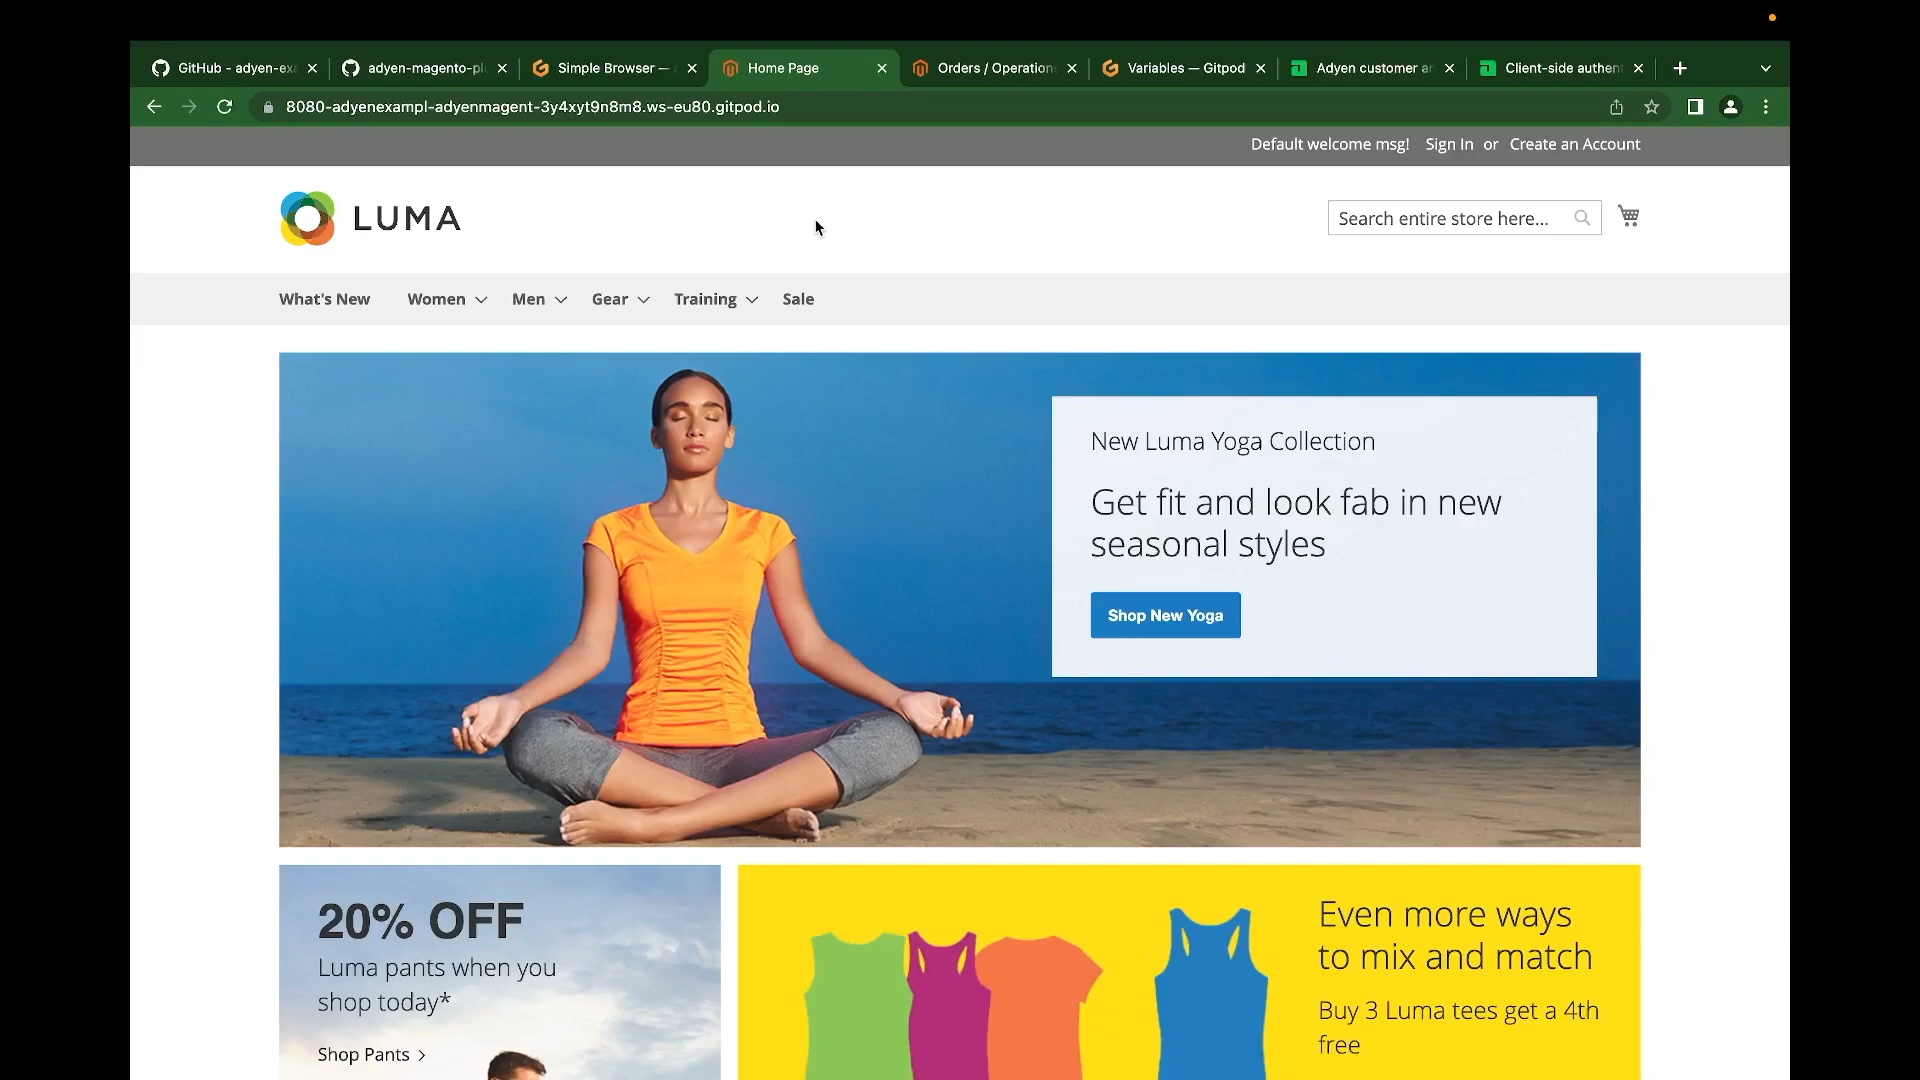 GitHub - adyen-exa
adyen-magento-pl
Simple Browser —
Home Page
Orders / Operation
Variables — Gitpod
Adyen customer ar
Client-side authen
8080-adyenexampl-adyenmagent-3y4xyt9n8m8.ws-eu80.gitpod.io
Default welcome msg! Sign In or Create an Account
LUMA
Search entire store here...
What's New Women Men Gear Training Sale
New Luma Yoga Collection
Get fit and look fab in new
seasonal styles
Shop New Yoga
20% OFF
Luma pants when you
shop today*
Shop Pants >
Even more ways
to mix and match
Buy 3 Luma tees get a 4th
free